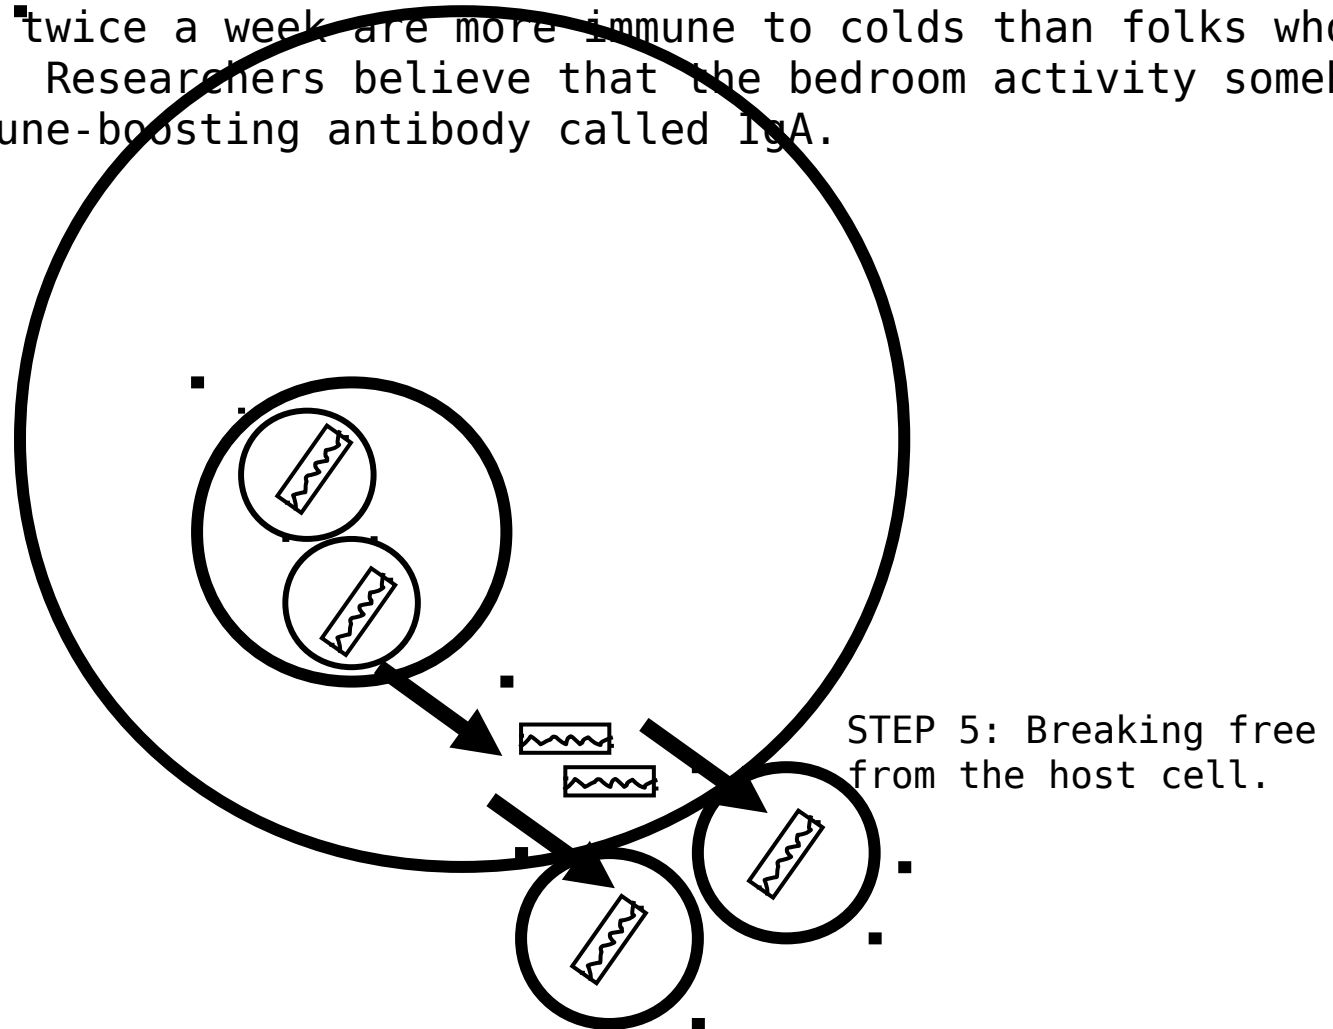 twice a week are more immune to colds than folks who
Researchers believe that the bedroom activity
une-boosting antibody called IgA.
STEP 5: Breaking free
from the host cell.